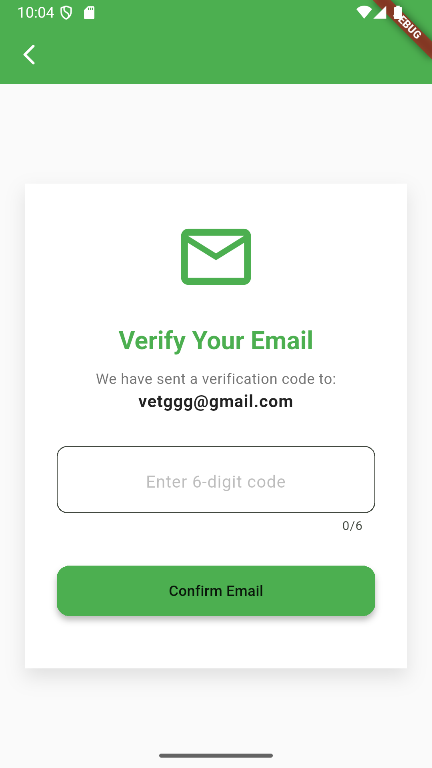 10:04
DEBUG
Verify Your Email
We have sent a verification code to:
vetggg@gmail.com
Enter 6-digit code
0/6
Confirm Email